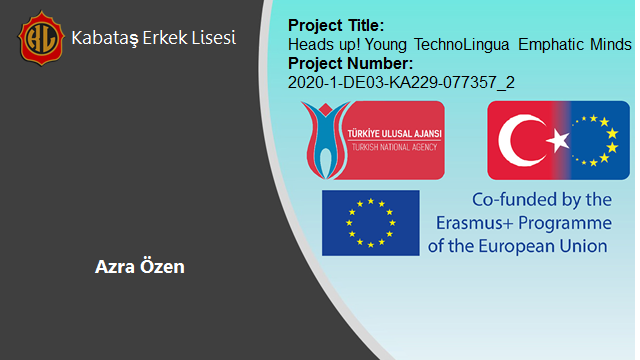 Kabataş Erkek Lisesi
Azra Özen
Project Title:
Heads up! Young TechnoLingua Emphatic Minds
Project Number:
2020-1-DE03-KA229-077357_2
TÜRKİYE ULUSAL AJANSI
TURKISH NATIONAL AGENCY
Co-funded by the
Erasmus+ Programme
of the European Union